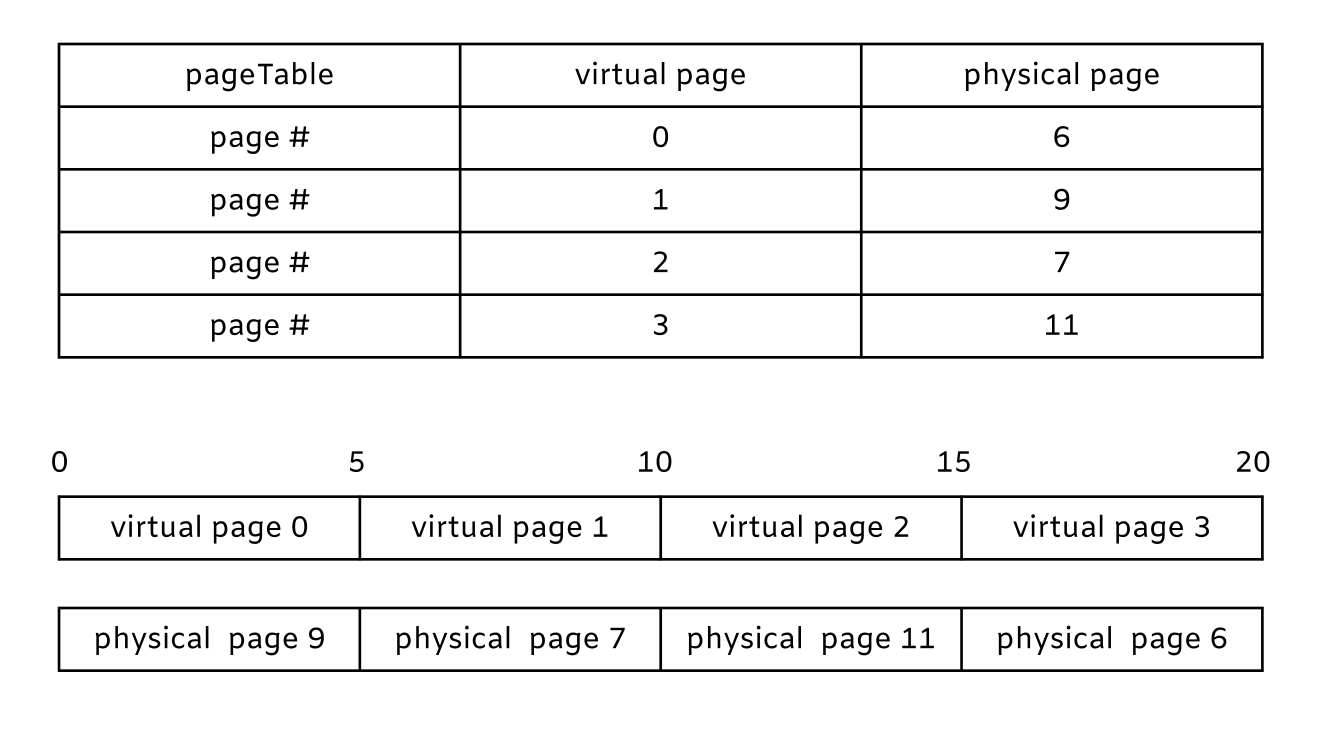 pageTable virtual page physical page
page # 0 6
page # 1 9
page # 2 7
page # 3 11
0 5 10 15 20
virtual page 0 virtual page 1 virtual page 2 virtual page 3
physical  page 9 physical  page 7 physical  page 11 physical  page 6